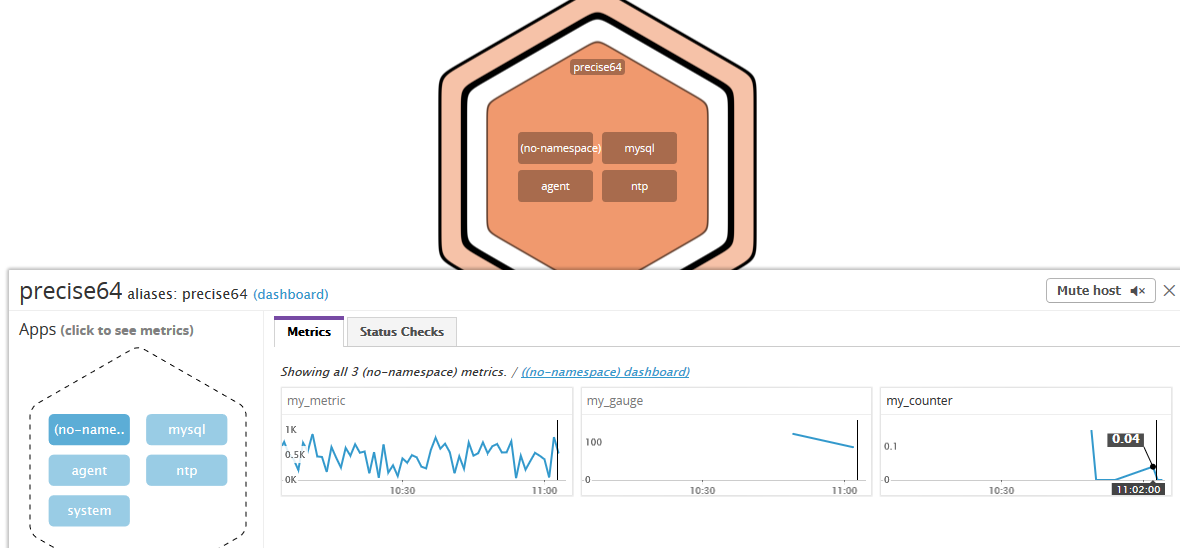 precise64
(no-namespace) mysql
agent ntp
precise64 aliases: precise64 (dashboard)
Mute host
Apps (click to see metrics)
(no-name.. mysql
agent ntp
system
Metrics Status Checks
Showing all 3 (no-namespace) metrics. / ((no-namespace) dashboard)
my_metric
1K
0.5K
0K
10:30 11:00
my_gauge
100
0
10:30 11:00
my_counter
0.04
0.1
0
10:30 11:02:00